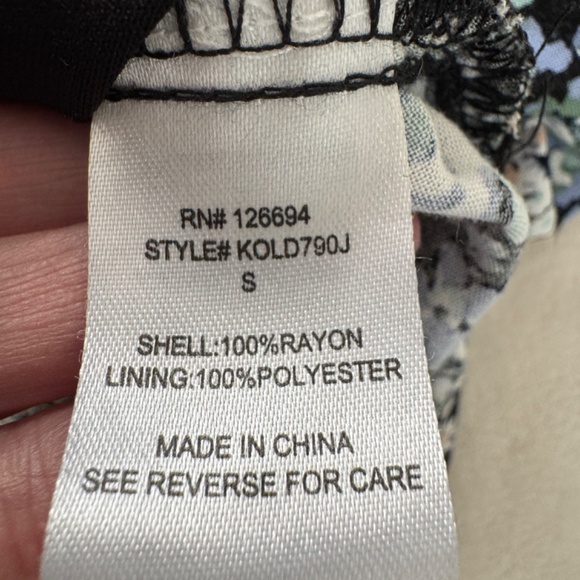 RN# 126694
STYLE# KOLD790J
S
SHELL:100%RAYON
LINING:100%POLYESTER
MADE IN CHINA
SEE REVERSE FOR CARE